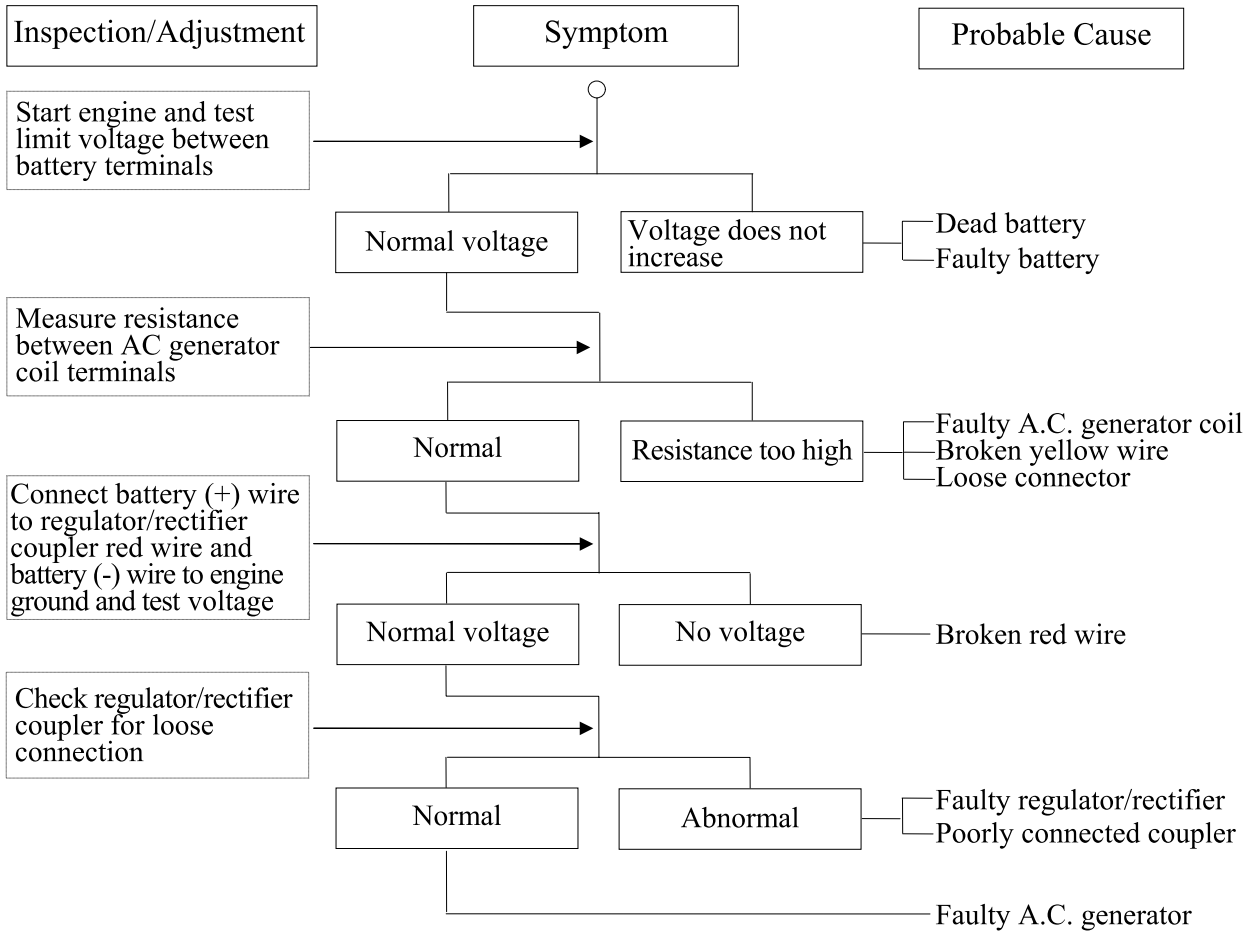 Inspection/Adjustment
Symptom
Probable Cause
Start engine and test
limit voltage between
battery terminals
Normal voltage
Voltage does not
increase
Dead battery
Faulty battery
Measure resistance
between AC generator
coil terminals
Normal
Resistance too high
Faulty A.C. generator coil
Broken yellow wire
Loose connector
Connect battery (+) wire
to regulator/rectifier
coupler red wire and
battery (-) wire to engine
ground and test voltage
Normal voltage
No voltage
Broken red wire
Check regulator/rectifier
coupler for loose
connection
Normal
Abnormal
Faulty regulator/rectifier
Poorly connected coupler
Faulty A.C. generator